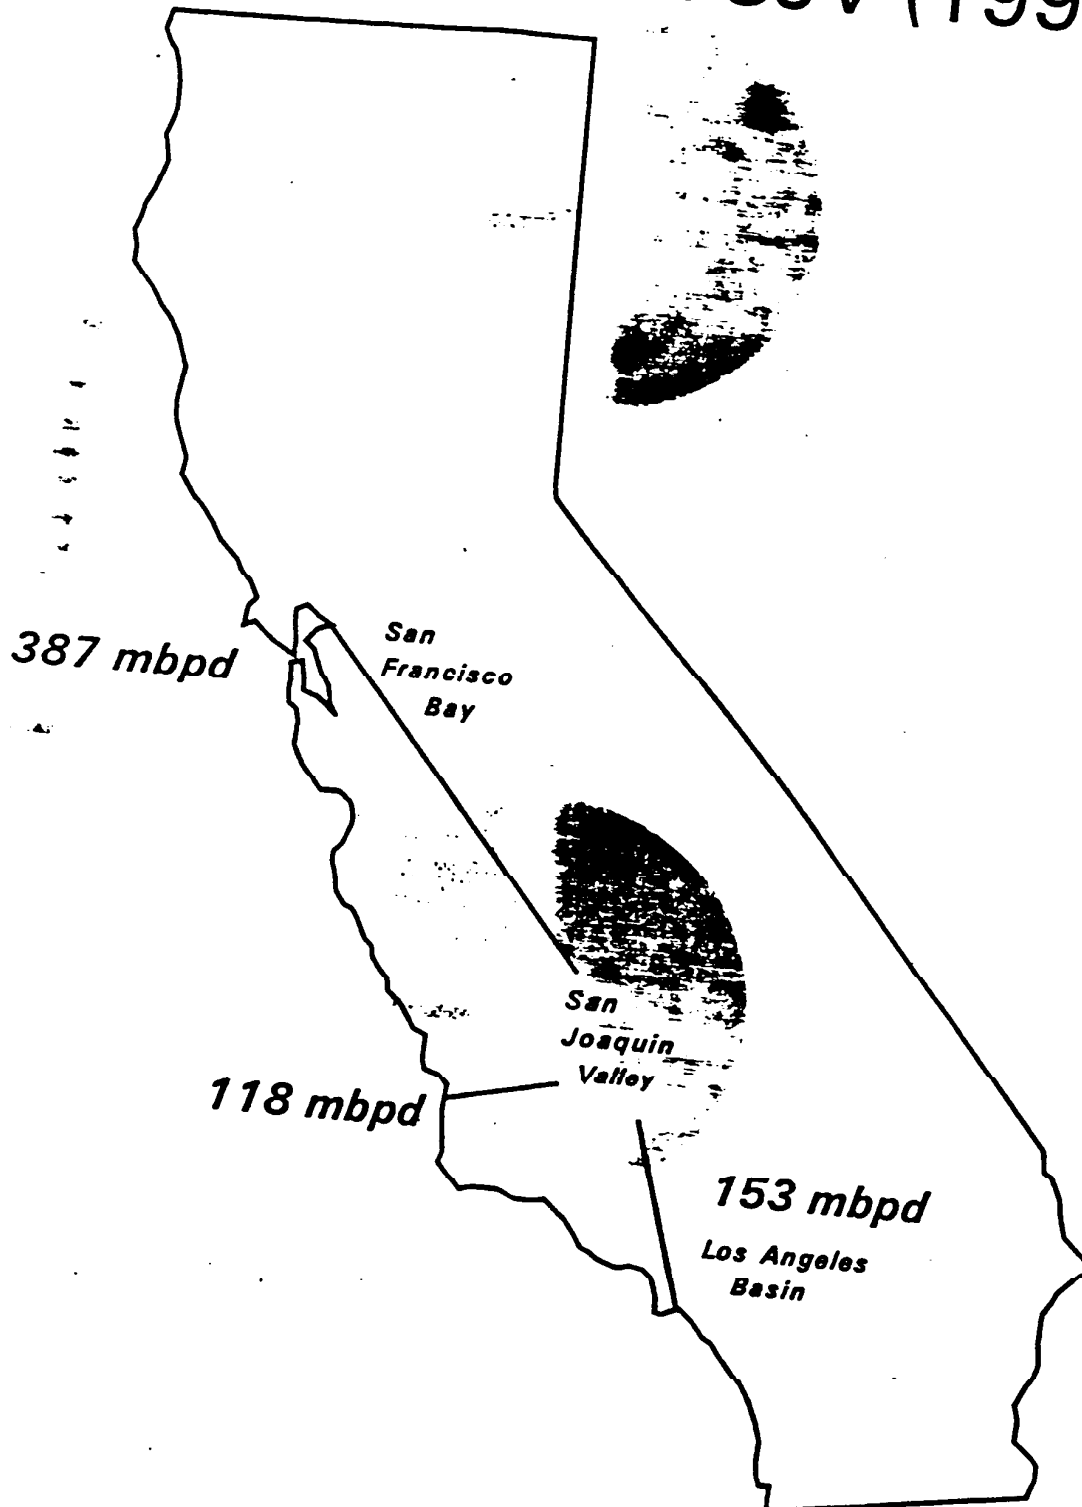 387 mbpd
San
Francisco
Bay
San
Joaquin
Valley
118 mbpd
153 mbpd
Los Angeles
Basin